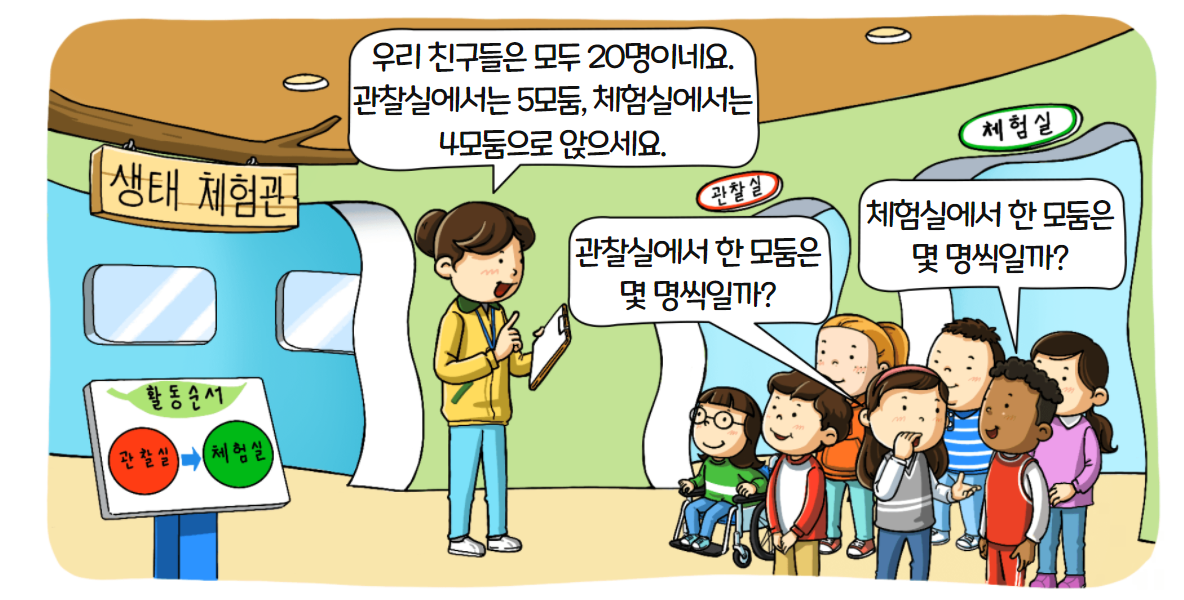 우리 친구들은 모두 20명이네요.
관찰실에서는 5모둠, 체험실에서는
4모둠으로 앉으세요.
생태 체험관
관찰실
체험실
관찰실에서 한 모둠은
몇 명씩일까?
체험실에서 한 모둠은
몇 명씩일까?
활동순서
관찰실
체험실